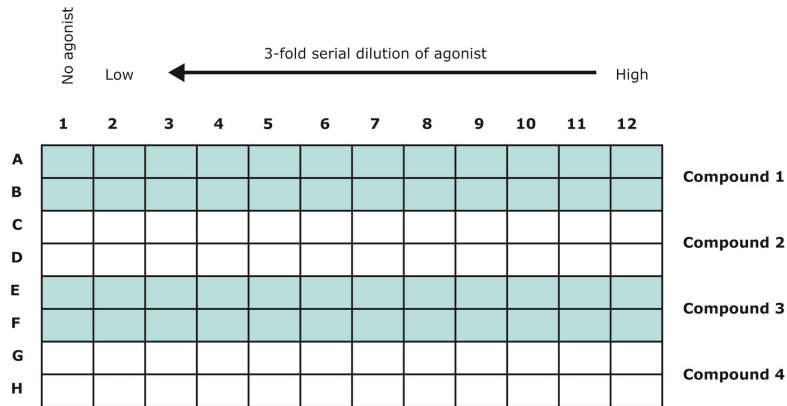 No agonist
3-fold serial dilution of agonist
Low High
1 2 3 4 5 6 7 8 9 10 11 12
A
Compound 1
B
C
Compound 2
D
E
Compound 3
F
G
Compound 4
H